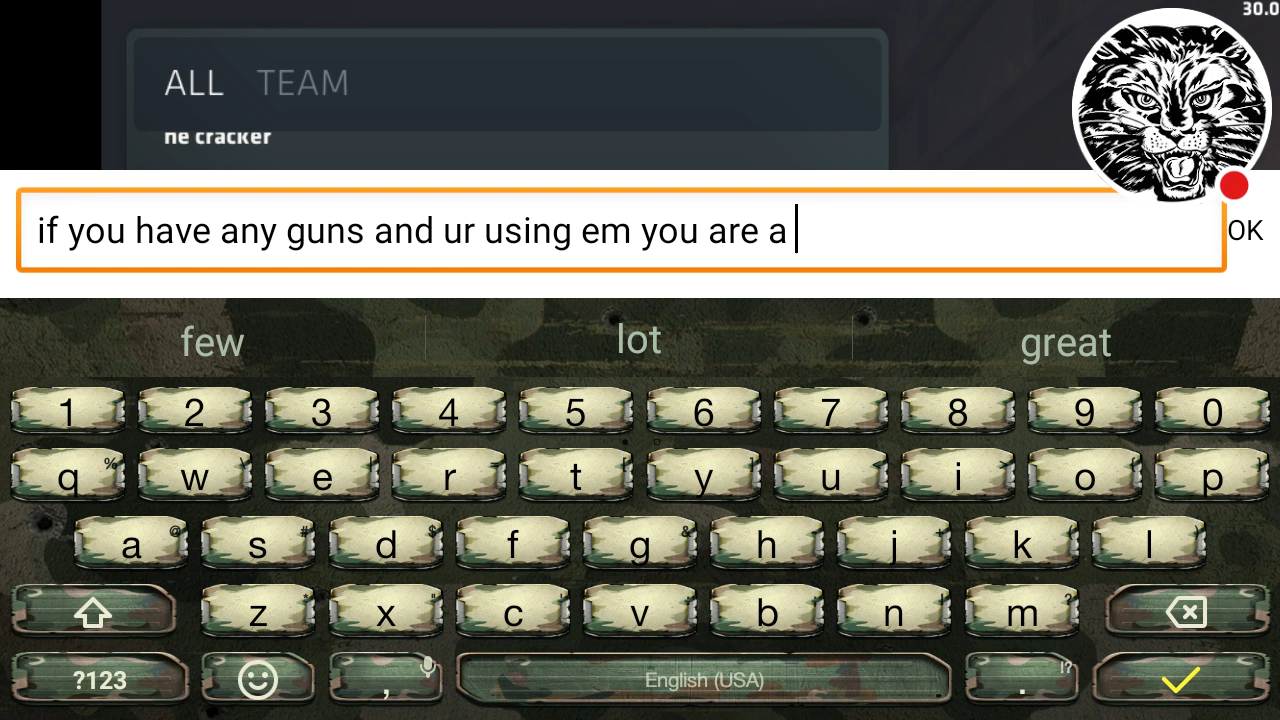 30.0
ALL TEAM
he cracker
if you have any guns and ur using em you are a
OK
few lot great
1 2 3 4 5 6 7 8 9 0
q % w e r t y u i o p
a @ s # d $ f g & h j k l
z x c v b n m ?
?123 , English (USA) . !?